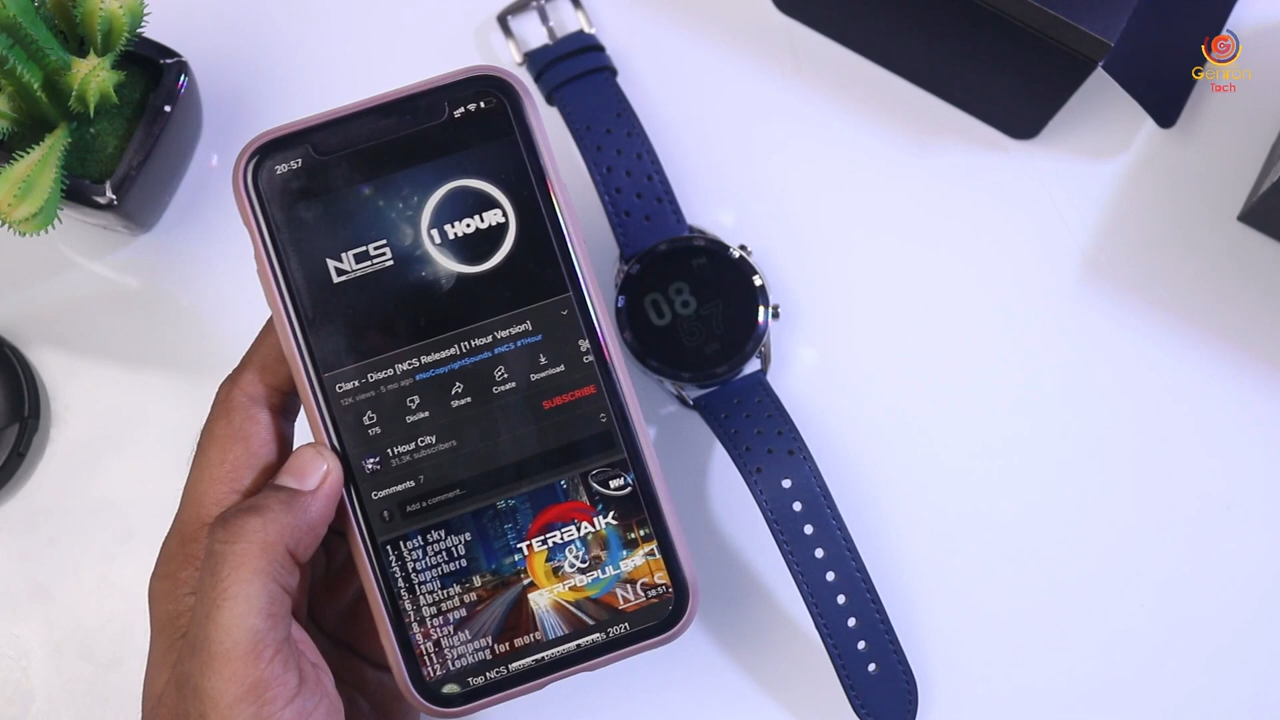 20:57
NCS
1 HOUR
Clarx - Disco [NCS Release] [1 Hour Version]
12K views · 5 mo ago #NoCopyrightSounds #NCS #1Hour
175
Dislike
Share
Create
Download
SUBSCRIBE
1 Hour City
31.3K subscribers
Comments 7
Add a comment...
1. Lost sky
2. Say goodbye
3. Perfect 10
4. Superhero
5. Janji
6. Abstrak U
7. On and on
8. For you
9. Stay
10. Hight
11. Sympony
12. Looking for more
TERBAIK
&
TERPOPULER
NCS
38:51
Top NCS Music - popular songs 2021
08
57
PM
Genron
Tech